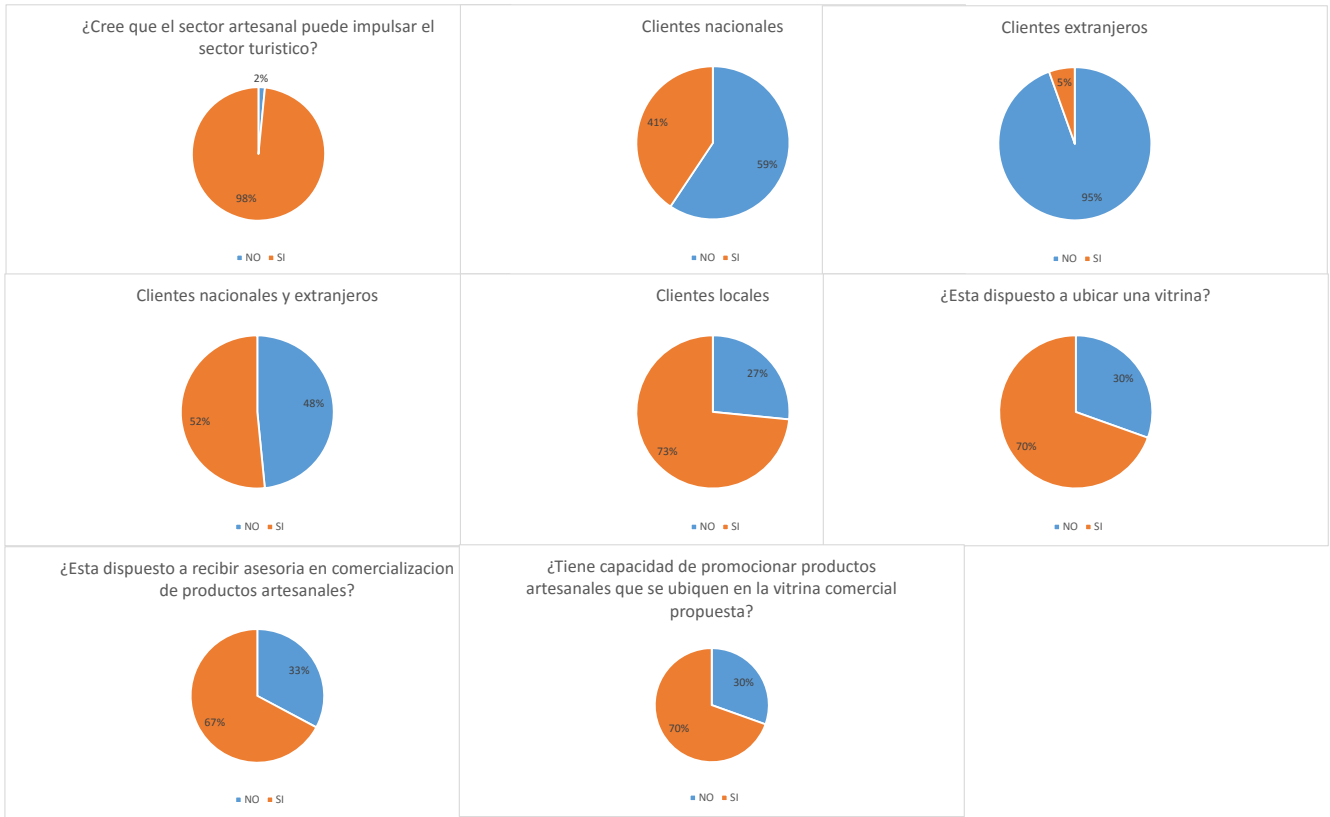 ¿Cree que el sector artesanal puede impulsar el
sector turistico?
2%
98%
NO SI
Clientes nacionales
41%
59%
NO SI
Clientes extranjeros
5%
95%
NO SI
Clientes nacionales y extranjeros
48%
52%
NO SI
Clientes locales
27%
73%
NO SI
¿Esta dispuesto a ubicar una vitrina?
30%
70%
NO SI
¿Esta dispuesto a recibir asesoria en comercializacion
de productos artesanales?
33%
67%
NO SI
¿Tiene capacidad de promocionar productos
artesanales que se ubiquen en la vitrina comercial
propuesta?
30%
70%
NO SI